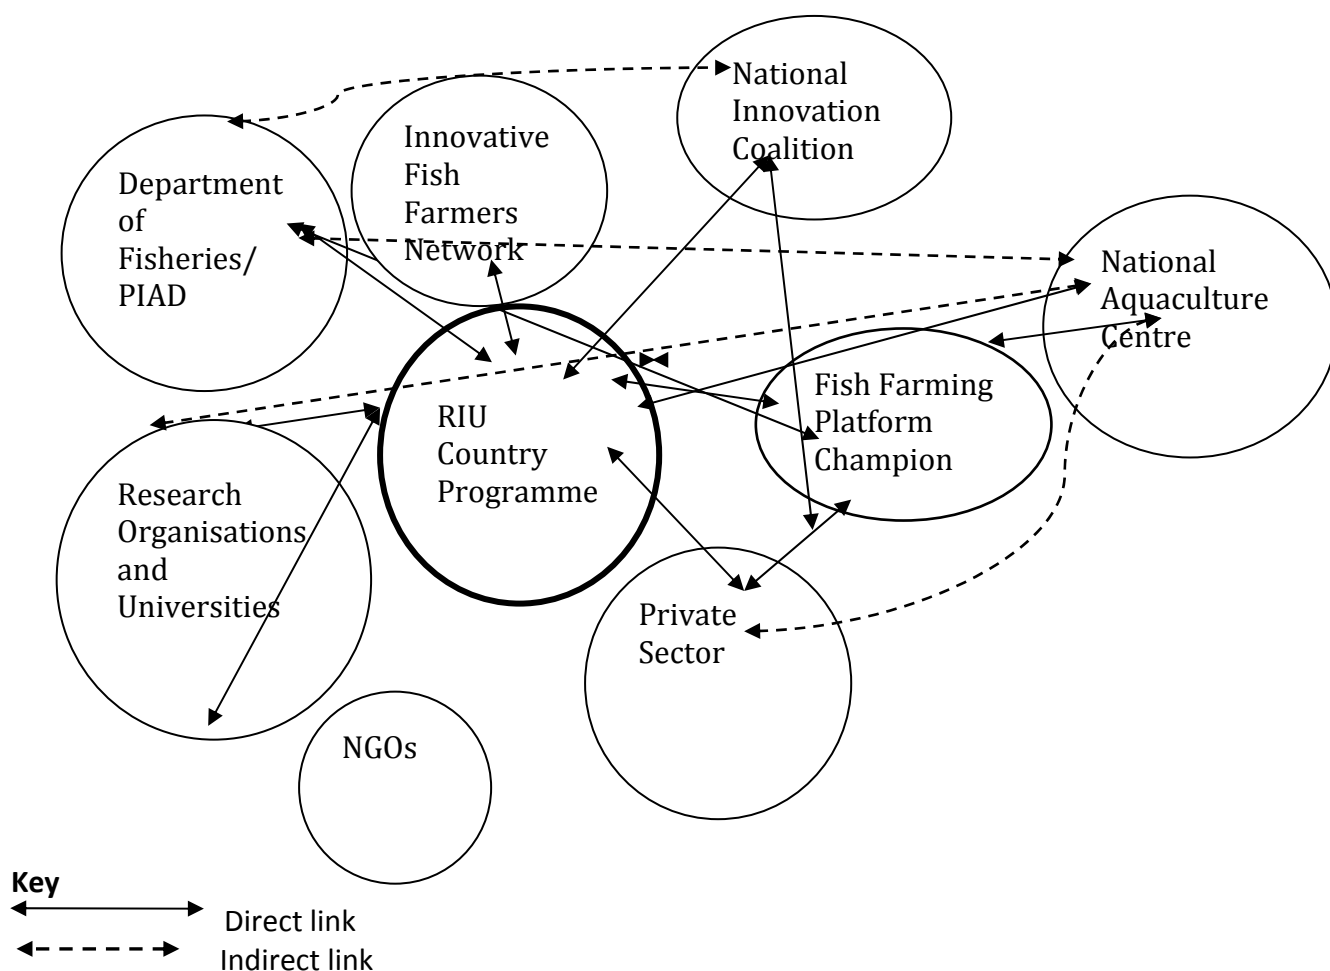 National
Innovation
Coalition
Innovative
Fish
Farmers
Network
Department
of
Fisheries/
PIAD
National
Aquaculture
Centre
Fish Farming
Platform
Champion
RIU
Country
Programme
Research
Organisations
and
Universities
Private
Sector
NGOs
Key
Direct link
Indirect link